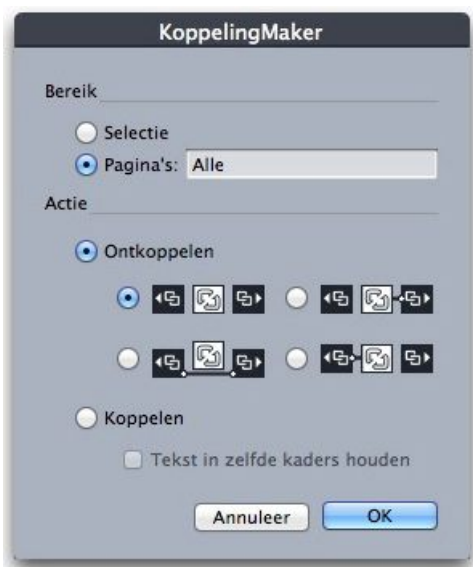 KoppelingMaker
Bereik
Selectie
Pagina's: Alle
Actie
Ontkoppelen
Koppelen
Tekst in zelfde kaders houden
Annuleer OK